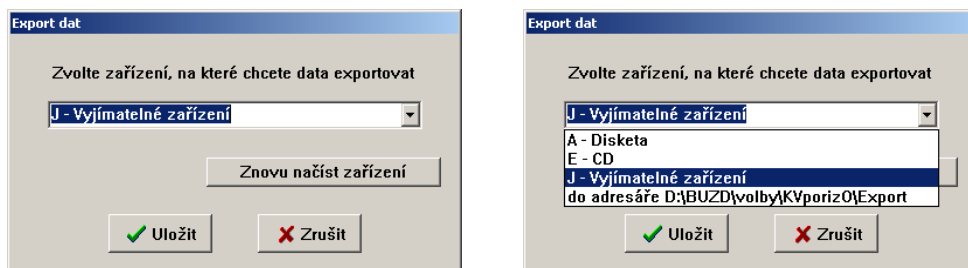 Export dat
Zvolte zařízení, na které chcete data exportovat
J - Vyjímatelné zařízení
Znovu načíst zařízení
Uložit
Zrušit
Export dat
Zvolte zařízení, na které chcete data exportovat
J - Vyjímatelné zařízení
A - Disketa
E - CD
J - Vyjímatelné zařízení
do adresáře D:\BUZD\volby\KVporizO\Export
Uložit
Zrušit